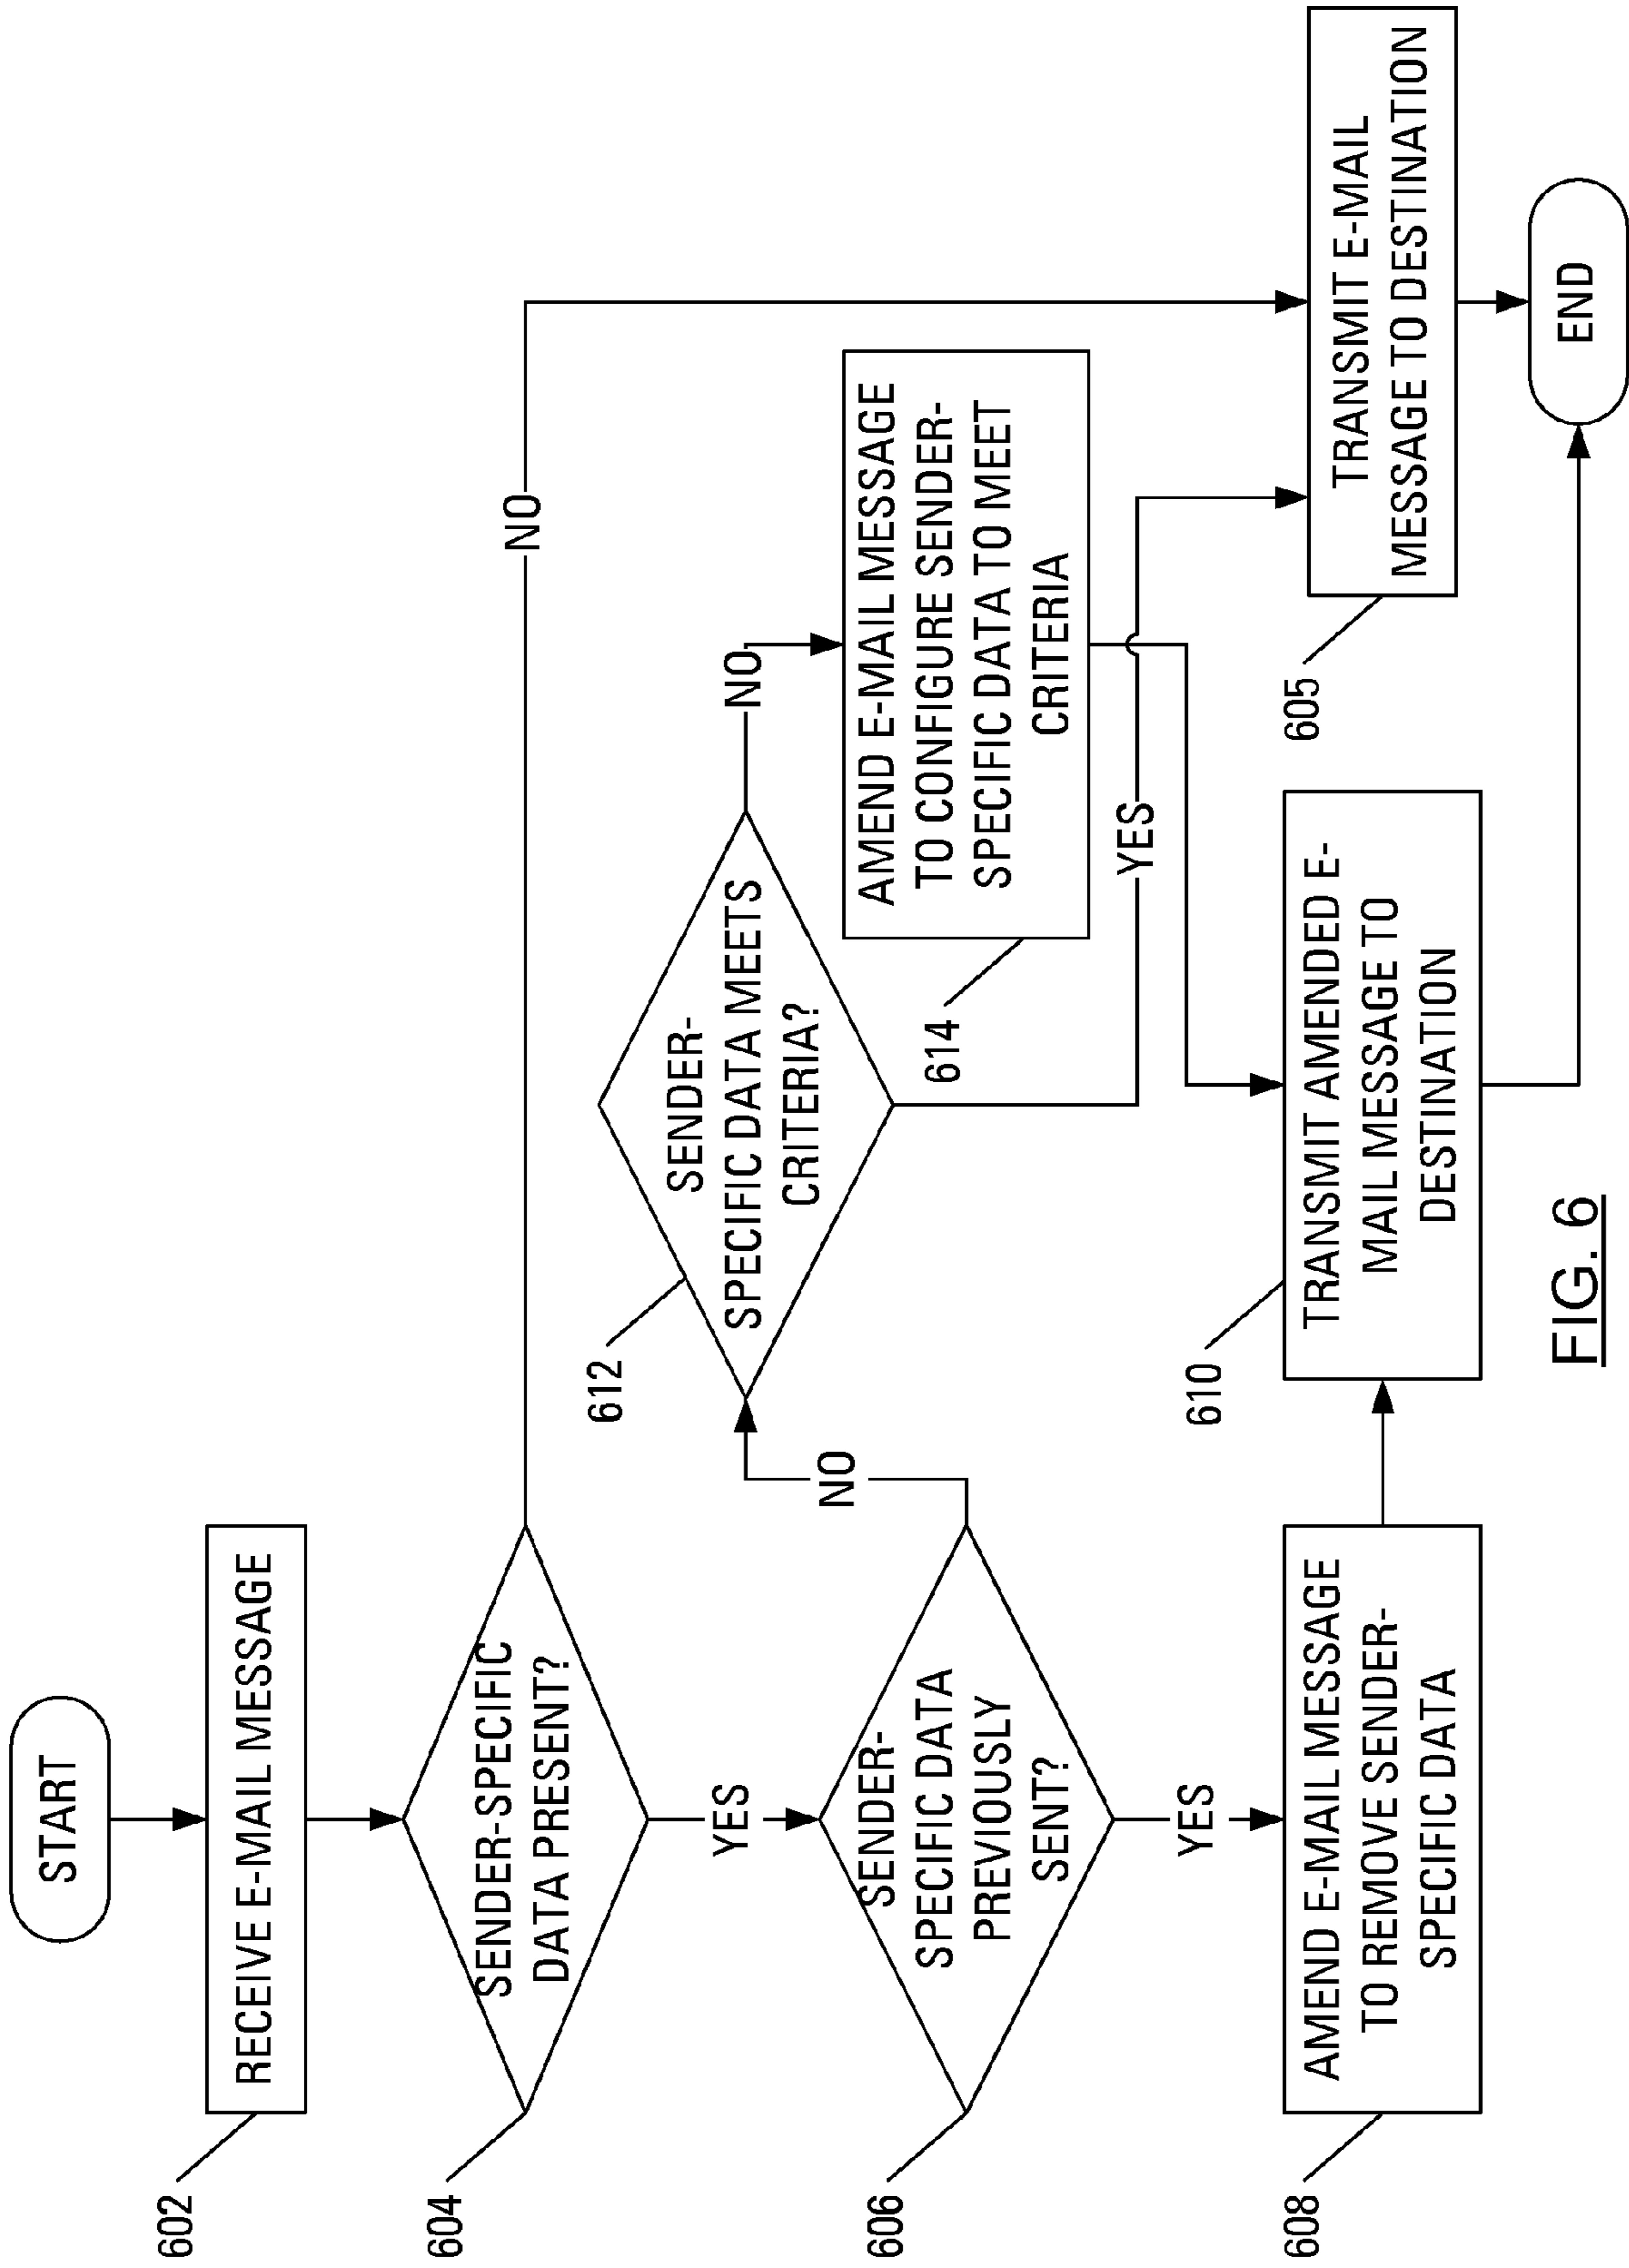 START
602
RECEIVE E-MAIL MESSAGE
604
SENDER-SPECIFIC
DATA PRESENT?
NO
YES
606
SENDER-
SPECIFIC DATA
PREVIOUSLY
SENT?
NO
YES
612
SENDER-
SPECIFIC DATA MEETS
CRITERIA?
NO
YES
614
AMEND E-MAIL MESSAGE
TO CONFIGURE SENDER-
SPECIFIC DATA TO MEET
CRITERIA
608
AMEND E-MAIL MESSAGE
TO REMOVE SENDER-
SPECIFIC DATA
610
TRANSMIT AMENDED E-
MAIL MESSAGE TO
DESTINATION
605
TRANSMIT E-MAIL
MESSAGE TO DESTINATION
END
FIG. 6